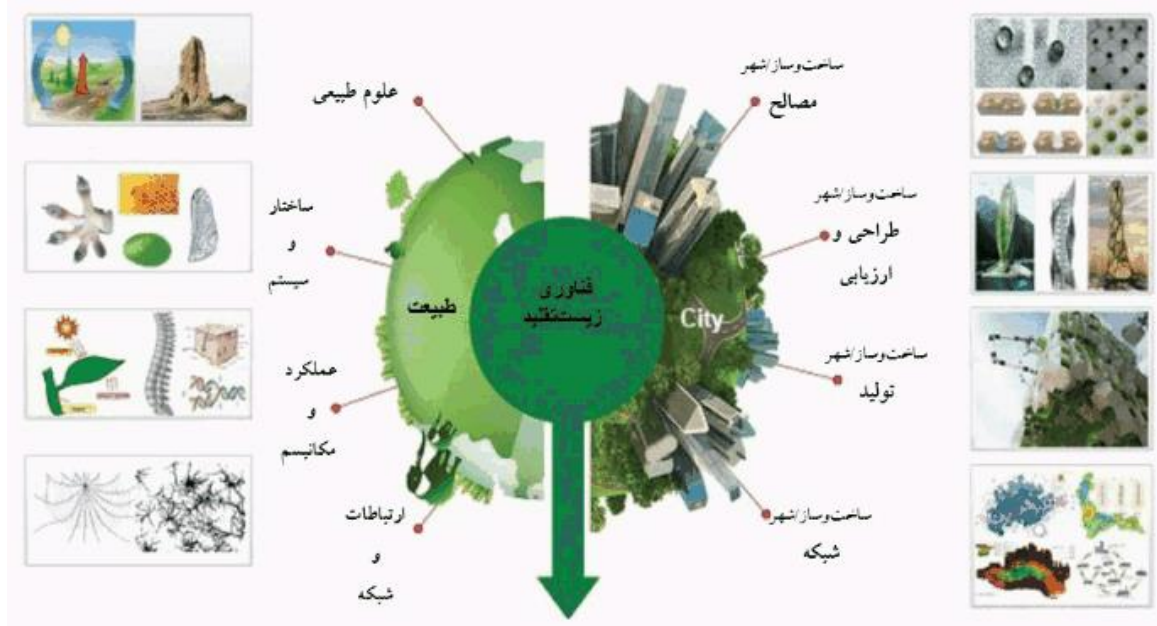 ساخت‌وساز/شهر
مصالح
علوم طبیعی
ساخت‌وساز/شهر
طراحی و
ارزیابی
ساختار
و
سیستم
فناوری
زیست‌تقلید
طبیعت
City
ساخت‌وساز/شهر
تولید
عملکرد
و
مکانیسم
ساخت‌وساز/شهر
شبکه
ارتباطات
و
شبکه